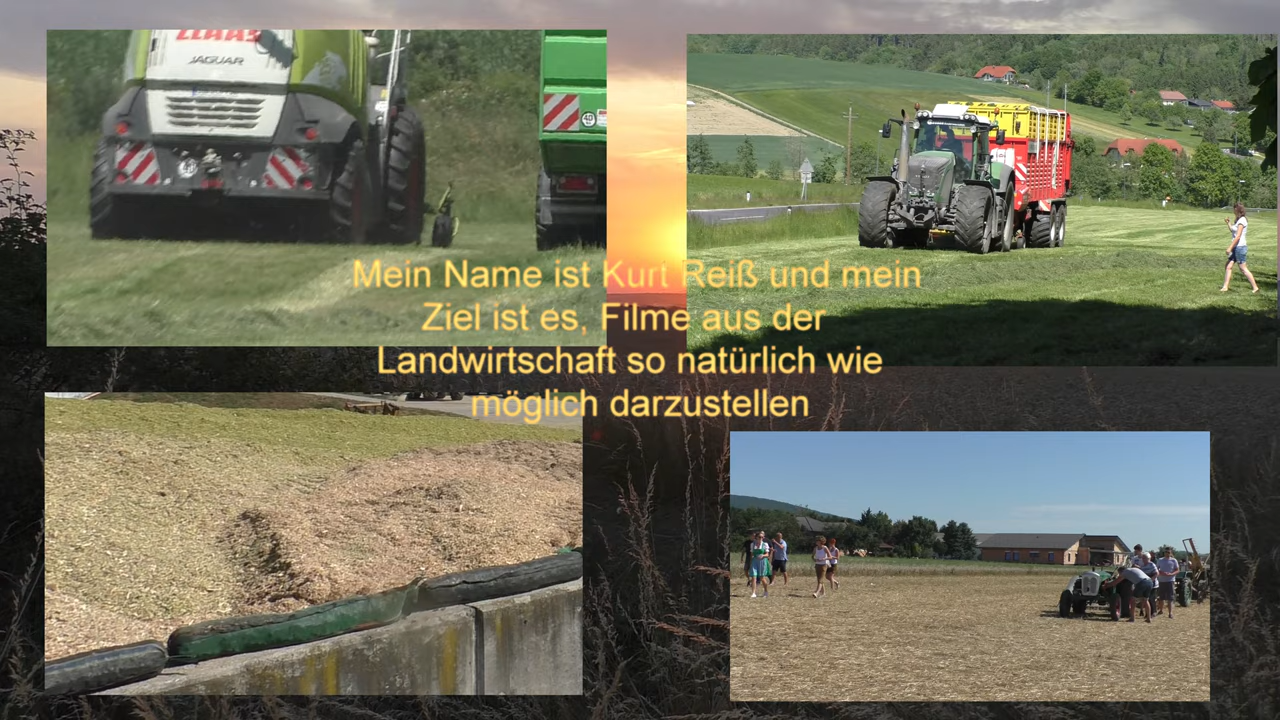 CLAAS
JAGUAR
40
Mein Name ist Kurt Reiß und mein
Ziel ist es, Filme aus der
Landwirtschaft so natürlich wie
möglich darzustellen